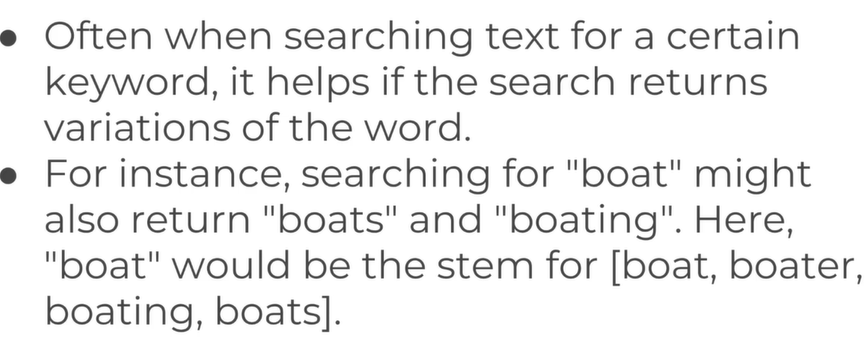 ● Often when searching text for a certain
keyword, it helps if the search returns
variations of the word.
● For instance, searching for "boat" might
also return "boats" and "boating". Here,
"boat" would be the stem for [boat, boater,
boating, boats].